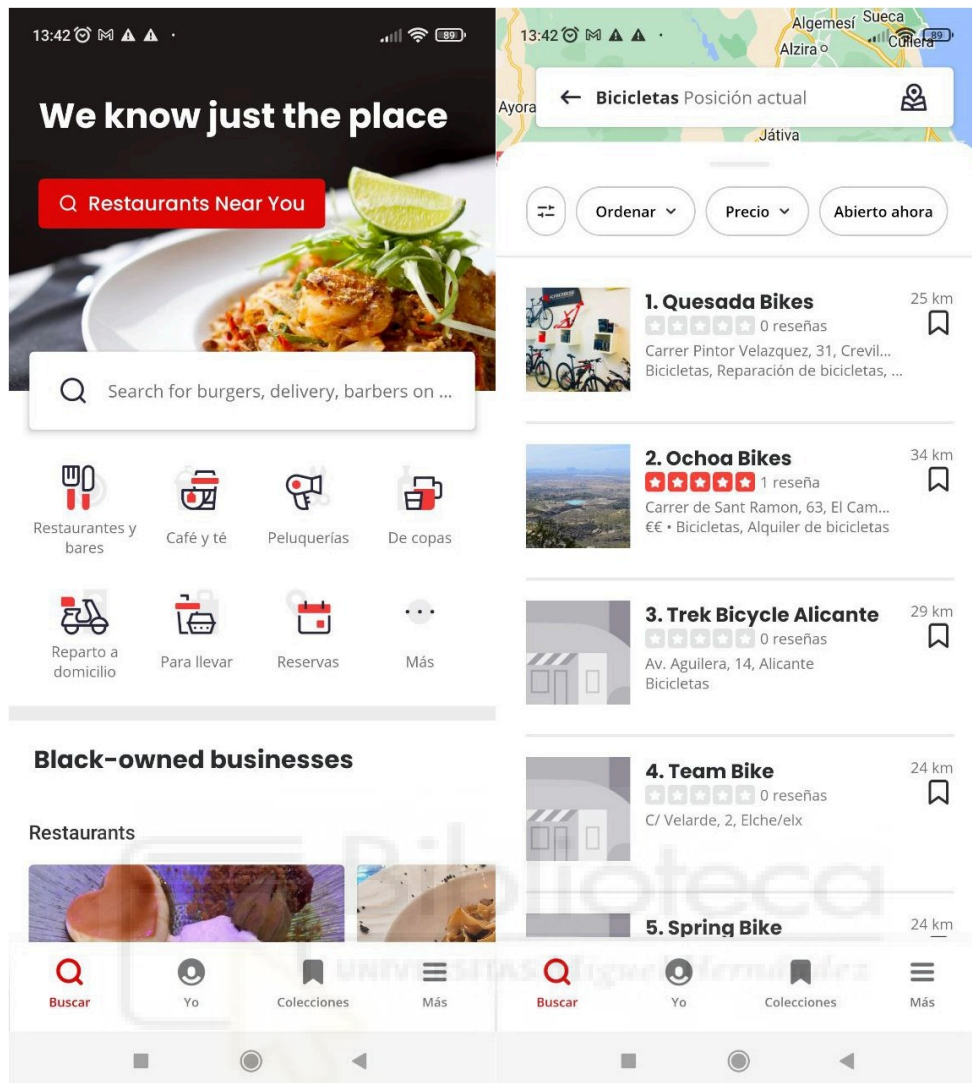 13:42
89
We know just the place
Restaurants Near You
Search for burgers, delivery, barbers on ...
Restaurantes y
bares
Café y té
Peluquerías
De copas
Reparto a
domicilio
Para llevar
Reservas
Más
Black-owned businesses
Restaurants
Buscar
Yo
Colecciones
Más
13:42
89
Algemesí
Sueca
Alzira
Cullera
Ayora
Bicicletas Posición actual
Játiva
Ordenar
Precio
Abierto ahora
1. Quesada Bikes
25 km
0 reseñas
Carrer Pintor Velazquez, 31, Crevil...
Bicicletas, Reparación de bicicletas, ...
2. Ochoa Bikes
34 km
1 reseña
Carrer de Sant Ramon, 63, El Cam...
€€ • Bicicletas, Alquiler de bicicletas
3. Trek Bicycle Alicante
29 km
0 reseñas
Av. Aguilera, 14, Alicante
Bicicletas
4. Team Bike
24 km
0 reseñas
C/ Velarde, 2, Elche/elx
5. Spring Bike
24 km
Buscar
Yo
Colecciones
Más
Biblioteca
UNIVERSITAS Miguel Hernández